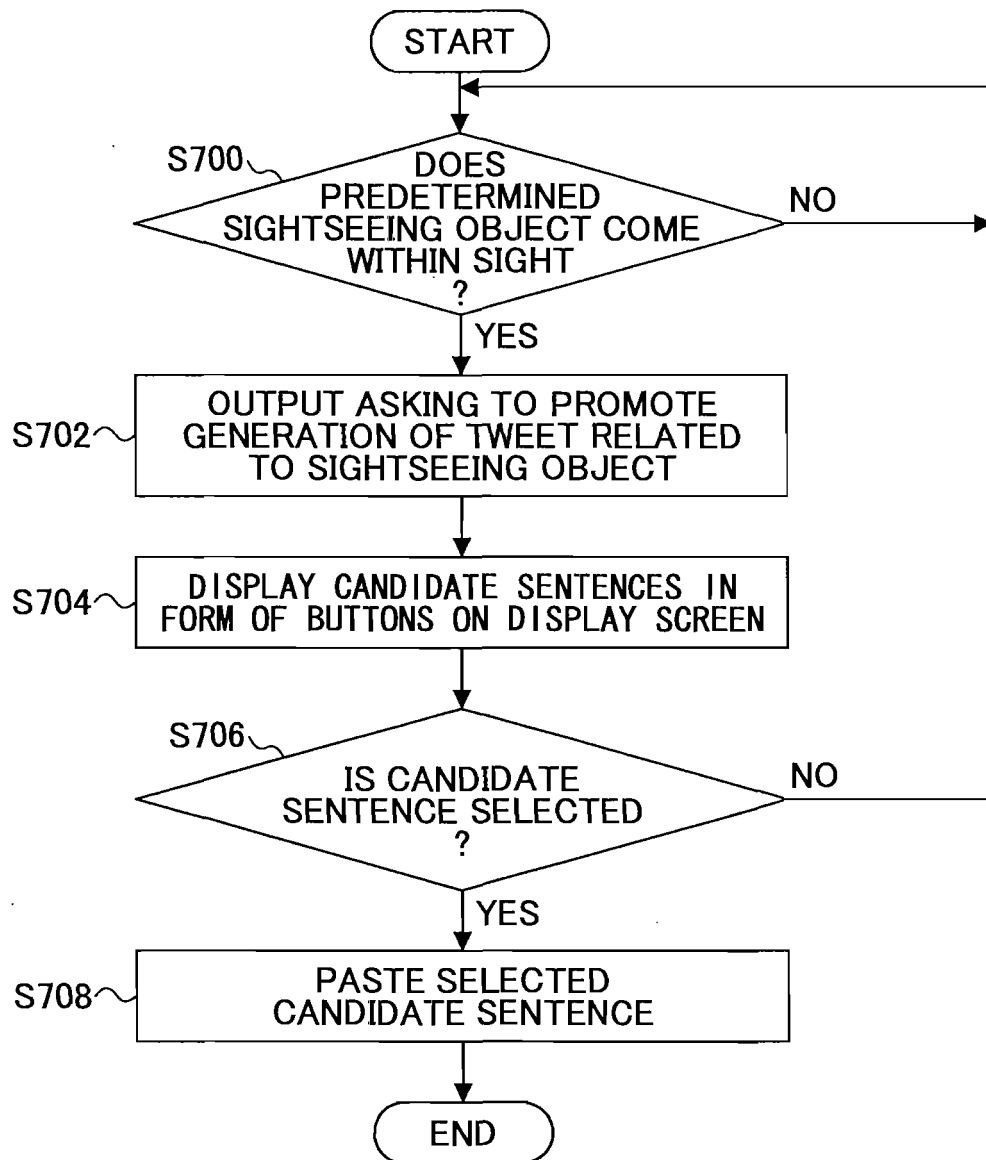 START
S700
DOES
PREDETERMINED
SIGHTSEEING OBJECT COME
WITHIN SIGHT
?
NO
YES
S702
OUTPUT ASKING TO PROMOTE
GENERATION OF TWEET RELATED
TO SIGHTSEEING OBJECT
S704
DISPLAY CANDIDATE SENTENCES IN
FORM OF BUTTONS ON DISPLAY SCREEN
S706
IS CANDIDATE
SENTENCE SELECTED
?
NO
YES
S708
PASTE SELECTED
CANDIDATE SENTENCE
END